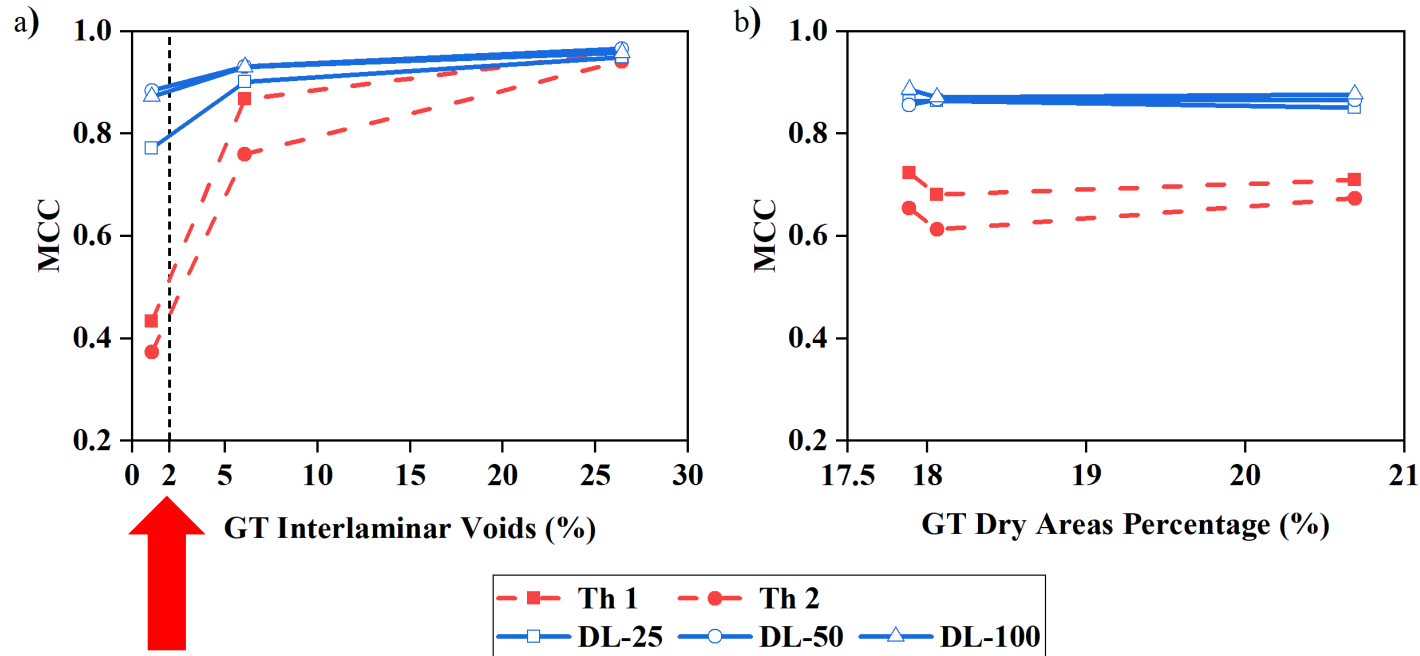 a)
b)
1.0
0.8
0.6
0.4
0.2
MCC
0 2 5 10 15 20 25 30
GT Interlaminar Voids (%)
1.0
0.8
0.6
0.4
0.2
MCC
17.5 18 19 20 21
GT Dry Areas Percentage (%)
Th 1 Th 2
DL-25 DL-50 DL-100